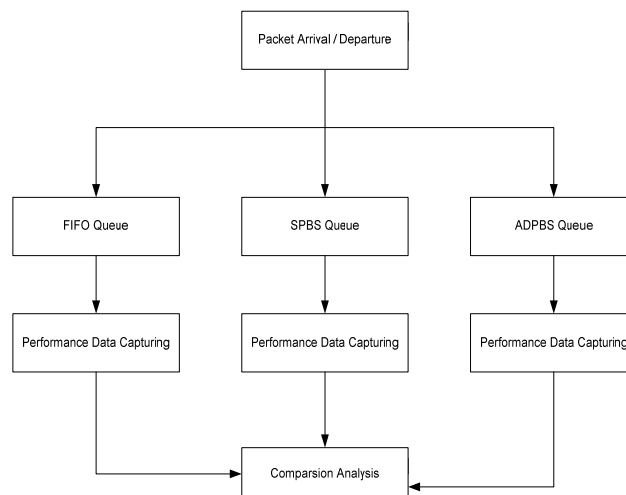 Packet Arrival / Departure
FIFO Queue
SPBS Queue
ADPBS Queue
Performance Data Capturing
Performance Data Capturing
Performance Data Capturing
Comparsion Analysis